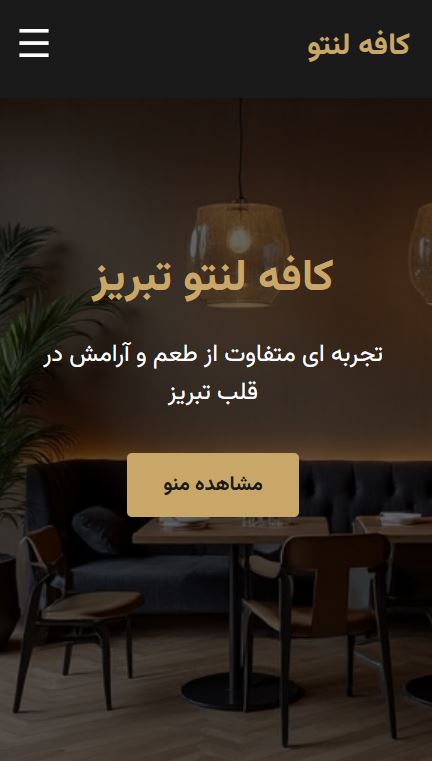 کافه لنتو
کافه لنتو تبریز
تجربه ای متفاوت از طعم و آرامش در
قلب تبریز
مشاهده منو